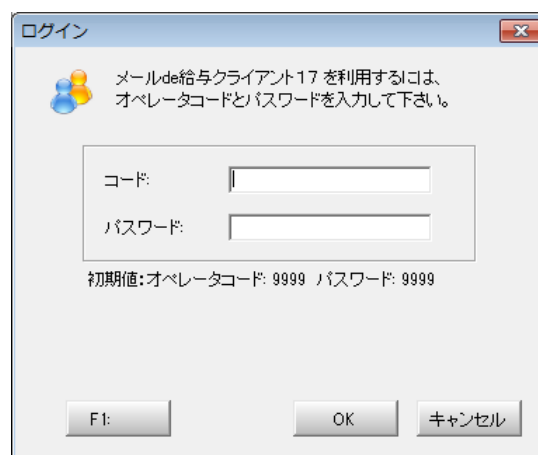 ログイン
メールde給与クライアント17 を利用するには、
オペレータコードとパスワードを入力して下さい。
コード:
パスワード:
初期値:オペレータコード: 9999 パスワード: 9999
F1:
OK
キャンセル